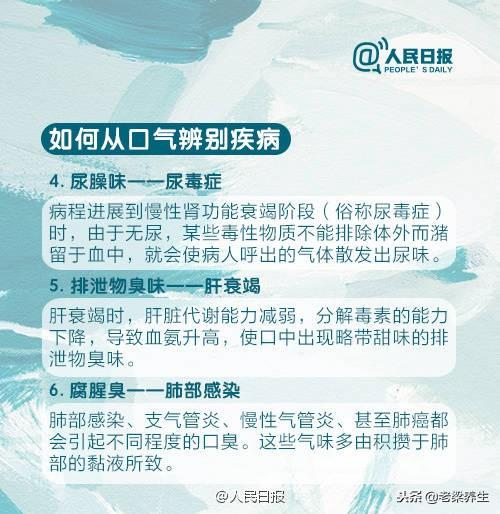 @人民日报
PEOPLE'S DAILY
如何从口气辨别疾病
4. 尿臊味——尿毒症
病程进展到慢性肾功能衰竭阶段（俗称尿毒症）
时，由于无尿，某些毒性物质不能排除体外而潴
留于血中，就会使病人呼出的气体散发出尿味。
5. 排泄物臭味——肝衰竭
肝衰竭时，肝脏代谢能力减弱，分解毒素的能力
下降，导致血氨升高，使口中出现略带甜味的排
泄物臭味。
6. 腐腥臭——肺部感染
肺部感染、支气管炎、慢性气管炎、甚至肺癌都
会引起不同程度的口臭。这些气味多由积攒于肺
部的黏液所致。
@人民日报
头条@老梁养生